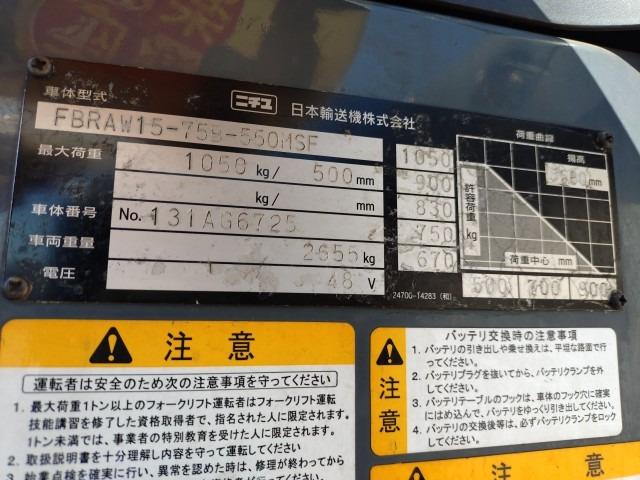 ニチユ 日本輸送機株式会社
車体型式
FBRAW15-75B-550MSF
最大荷重 1050 kg/ 500 mm
kg/ mm
車体番号 No. 131AG6725
車両重量 2655 kg
電圧 48 V
荷重曲線
1050
900
830
750
670
許容荷重 kg
揚高
mm
荷重中心 mm
500 700 900
24700-T4283 (和)
注意
運転者は安全のため次の注意事項を守ってください
1. 最大荷重1トン以上のフォークリフト運転者はフォークリフト運転
技能講習を修了した資格取得者で、指名された人に限定されます。
1トン未満では、事業者の特別教育を受けた人に限定されます。
2. 取扱説明書を十分理解し内容を守って運転してください
3. 始業点検を確実に行い、異常を認めた時は、修理が終わってから
注意
バッテリ交換時の注意事項
1. バッテリの引き出しや乗せ換えは、平坦な路面で行
ってください。
2. バッテリプラグを抜いてから、バッテリクランプを外
してください。
3. バッテリテーブルのフックは、車体のフック穴に確実
にはめ込んで、バッテリをゆっくり引き出してください
4. バッテリの交換後等は、必ずバッテリクランプをロック
してください。
注意